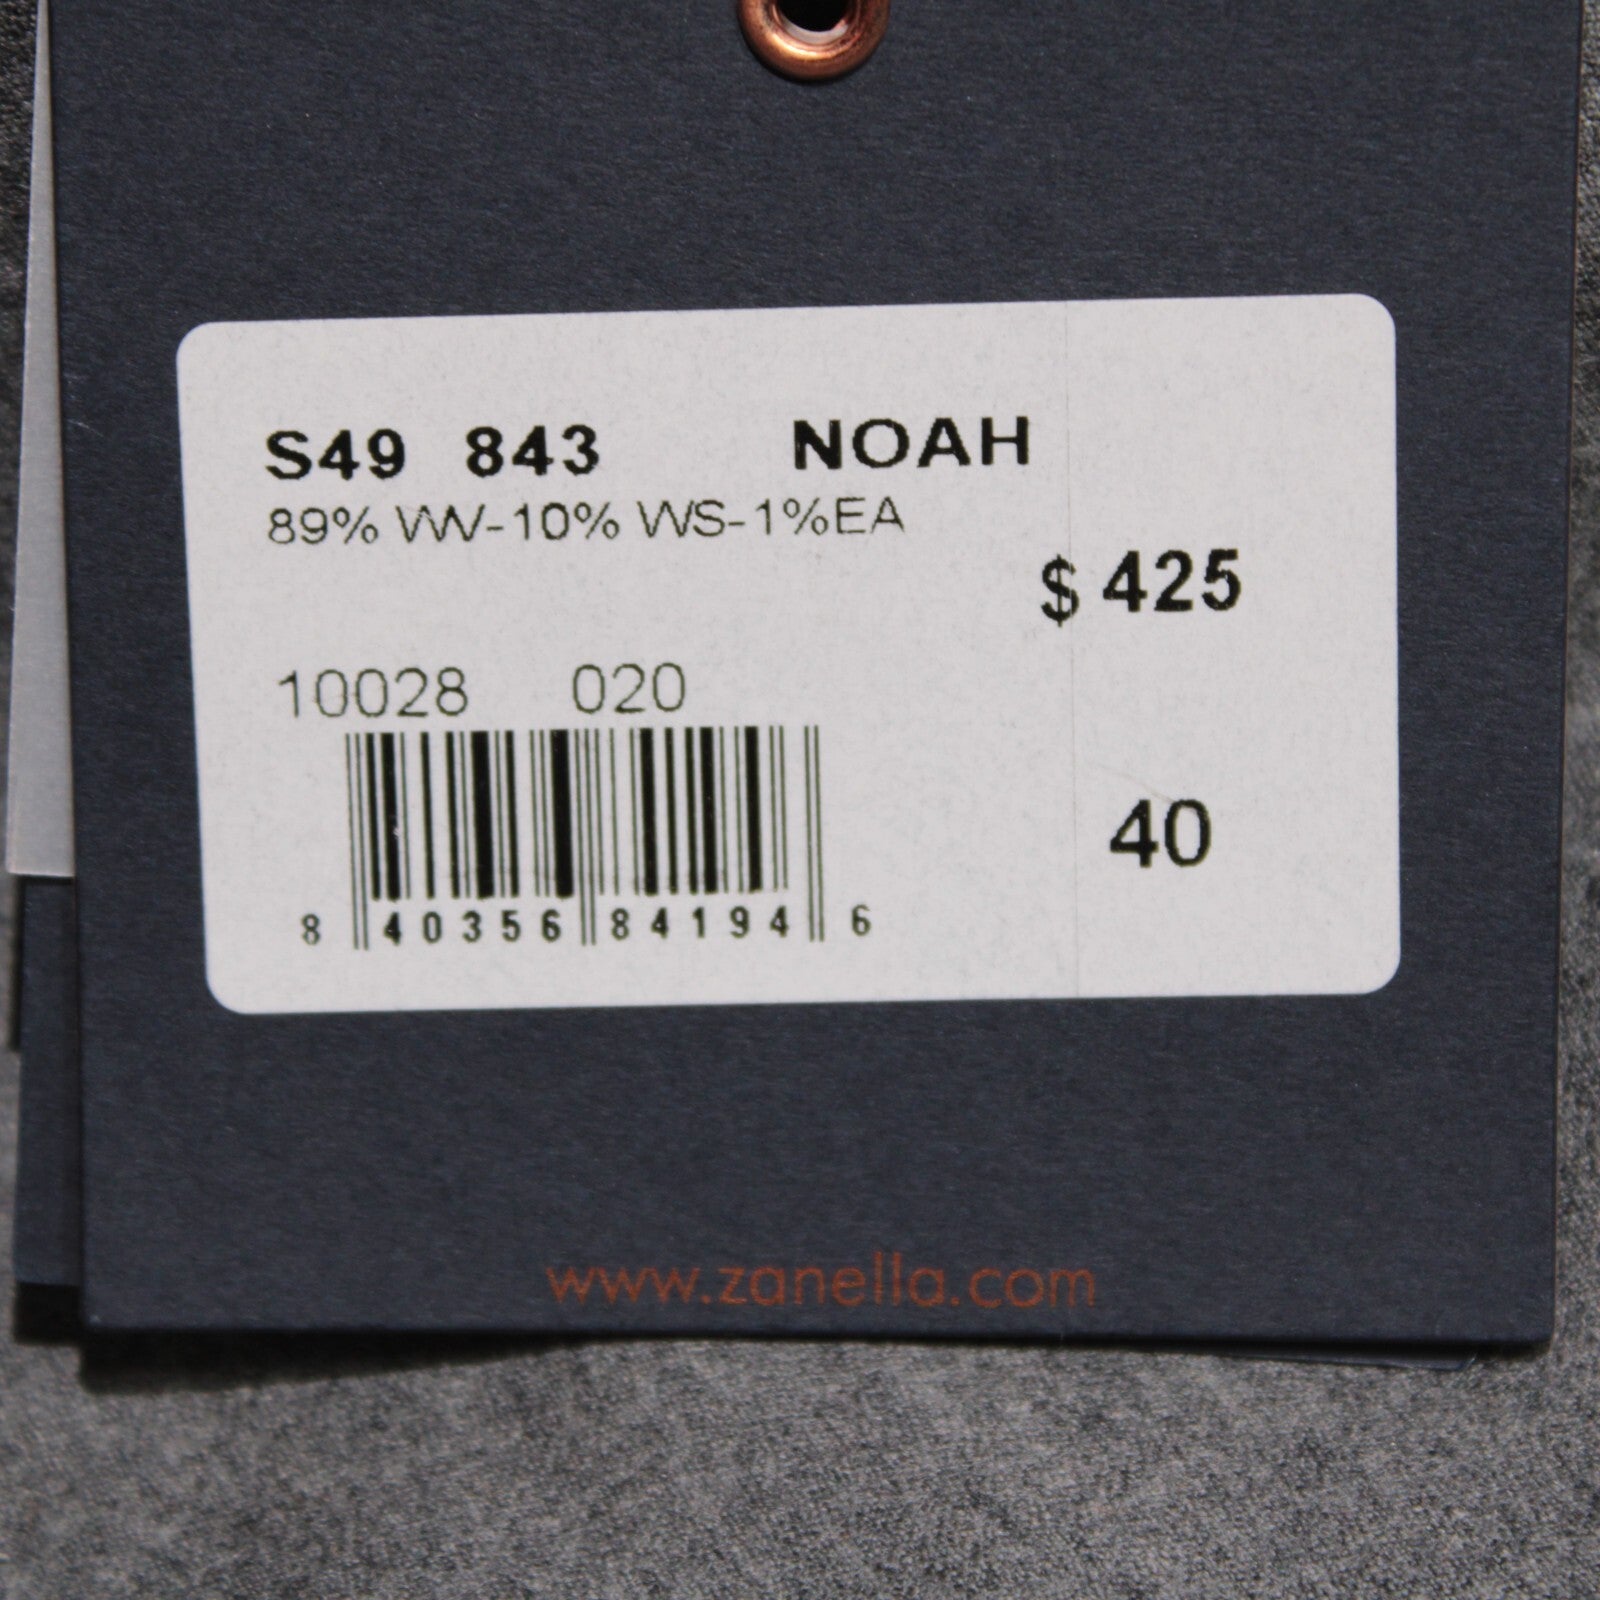 S49 843 NOAH
89% WV-10% WS-1%EA
$ 425
10028 020
40
8 40356 84194 6
www.zanella.com